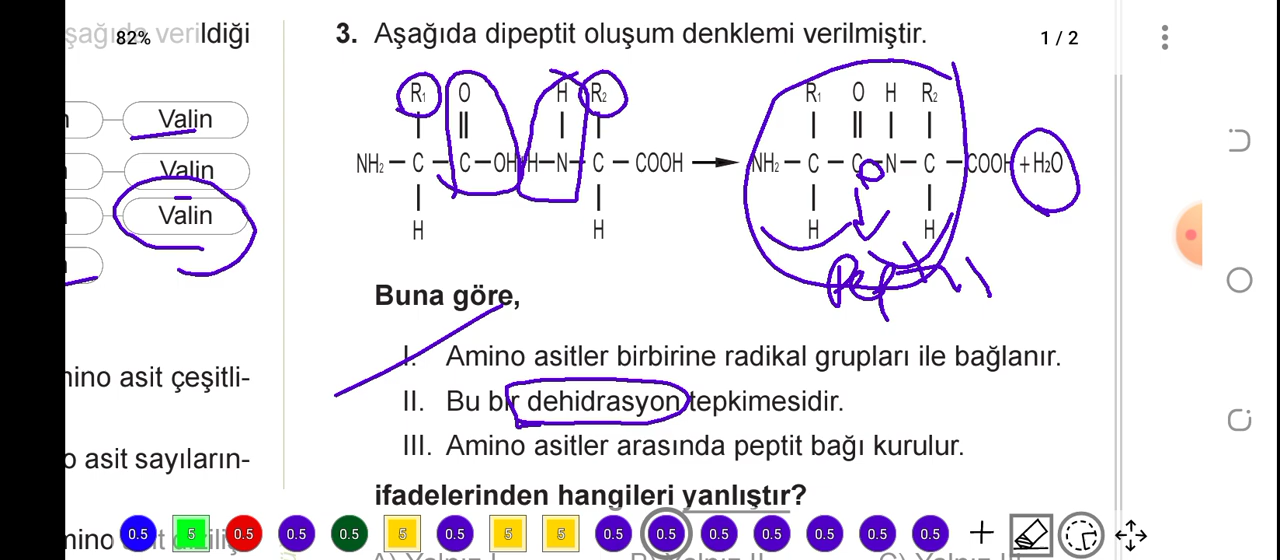 şağıda verildiği
82%
3. Aşağıda dipeptit oluşum denklemi verilmiştir.
1 / 2
Valin
Valin
Valin
R₁ O H R₂ R₁ O H R₂
NH₂ – C – C – OH H – N – C – COOH → NH₂ – C – C – N – C – COOH + H₂O
H H H H
Pep
Buna göre,
I. Amino asitler birbirine radikal grupları ile bağlanır.
II. Bu bir dehidrasyon tepkimesidir.
III. Amino asitler arasında peptit bağı kurulur.
ifadelerinden hangileri yanlıştır?
mino asit çeşitli-
o asit sayıların-
mino
0.5 5 0.5 0.5 0.5 5 0.5 5 5 0.5 0.5 0.5 0.5 0.5 0.5 0.5